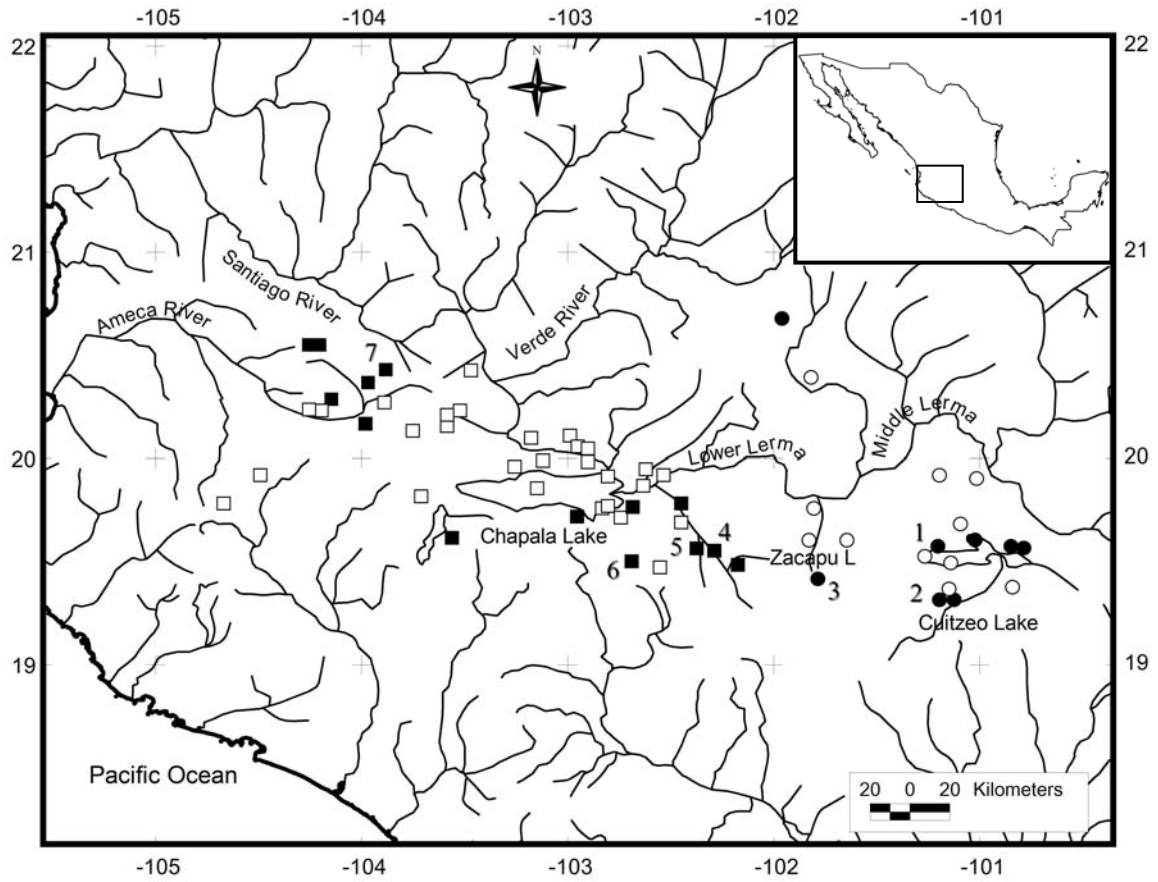 -105 -104 -103 -102 -101
22 N 22
21 21
Santiago River
Ameca River
Verde River
7
Middle Lerma
20 Lower Lerma 20
Chapala Lake
1
4
5
Zacapu L
6
3
2
Cuitzeo Lake
19 19
Pacific Ocean
20 0 20 Kilometers
-105 -104 -103 -102 -101